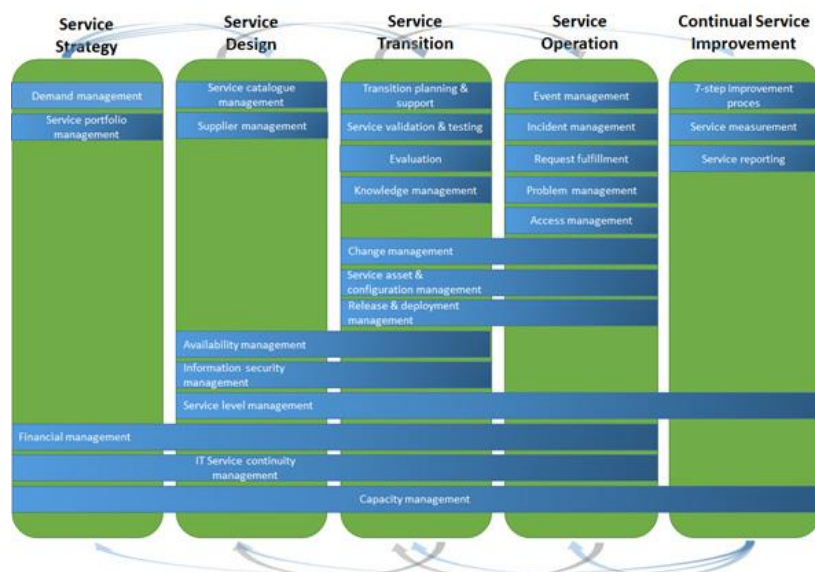 Service
Strategy
Service
Design
Service
Transition
Service
Operation
Continual Service
Improvement
Demand management
Service portfolio
management
Service catalogue
management
Supplier management
Transition planning &
support
Service validation & testing
Evaluation
Knowledge management
Event management
Incident management
Request fulfillment
Problem management
Access management
7-step improvement
proces
Service measurement
Service reporting
Change management
Service asset &
configuration management
Release & deployment
management
Availability management
Information security
management
Service level management
Financial management
IT Service continuity
management
Capacity management